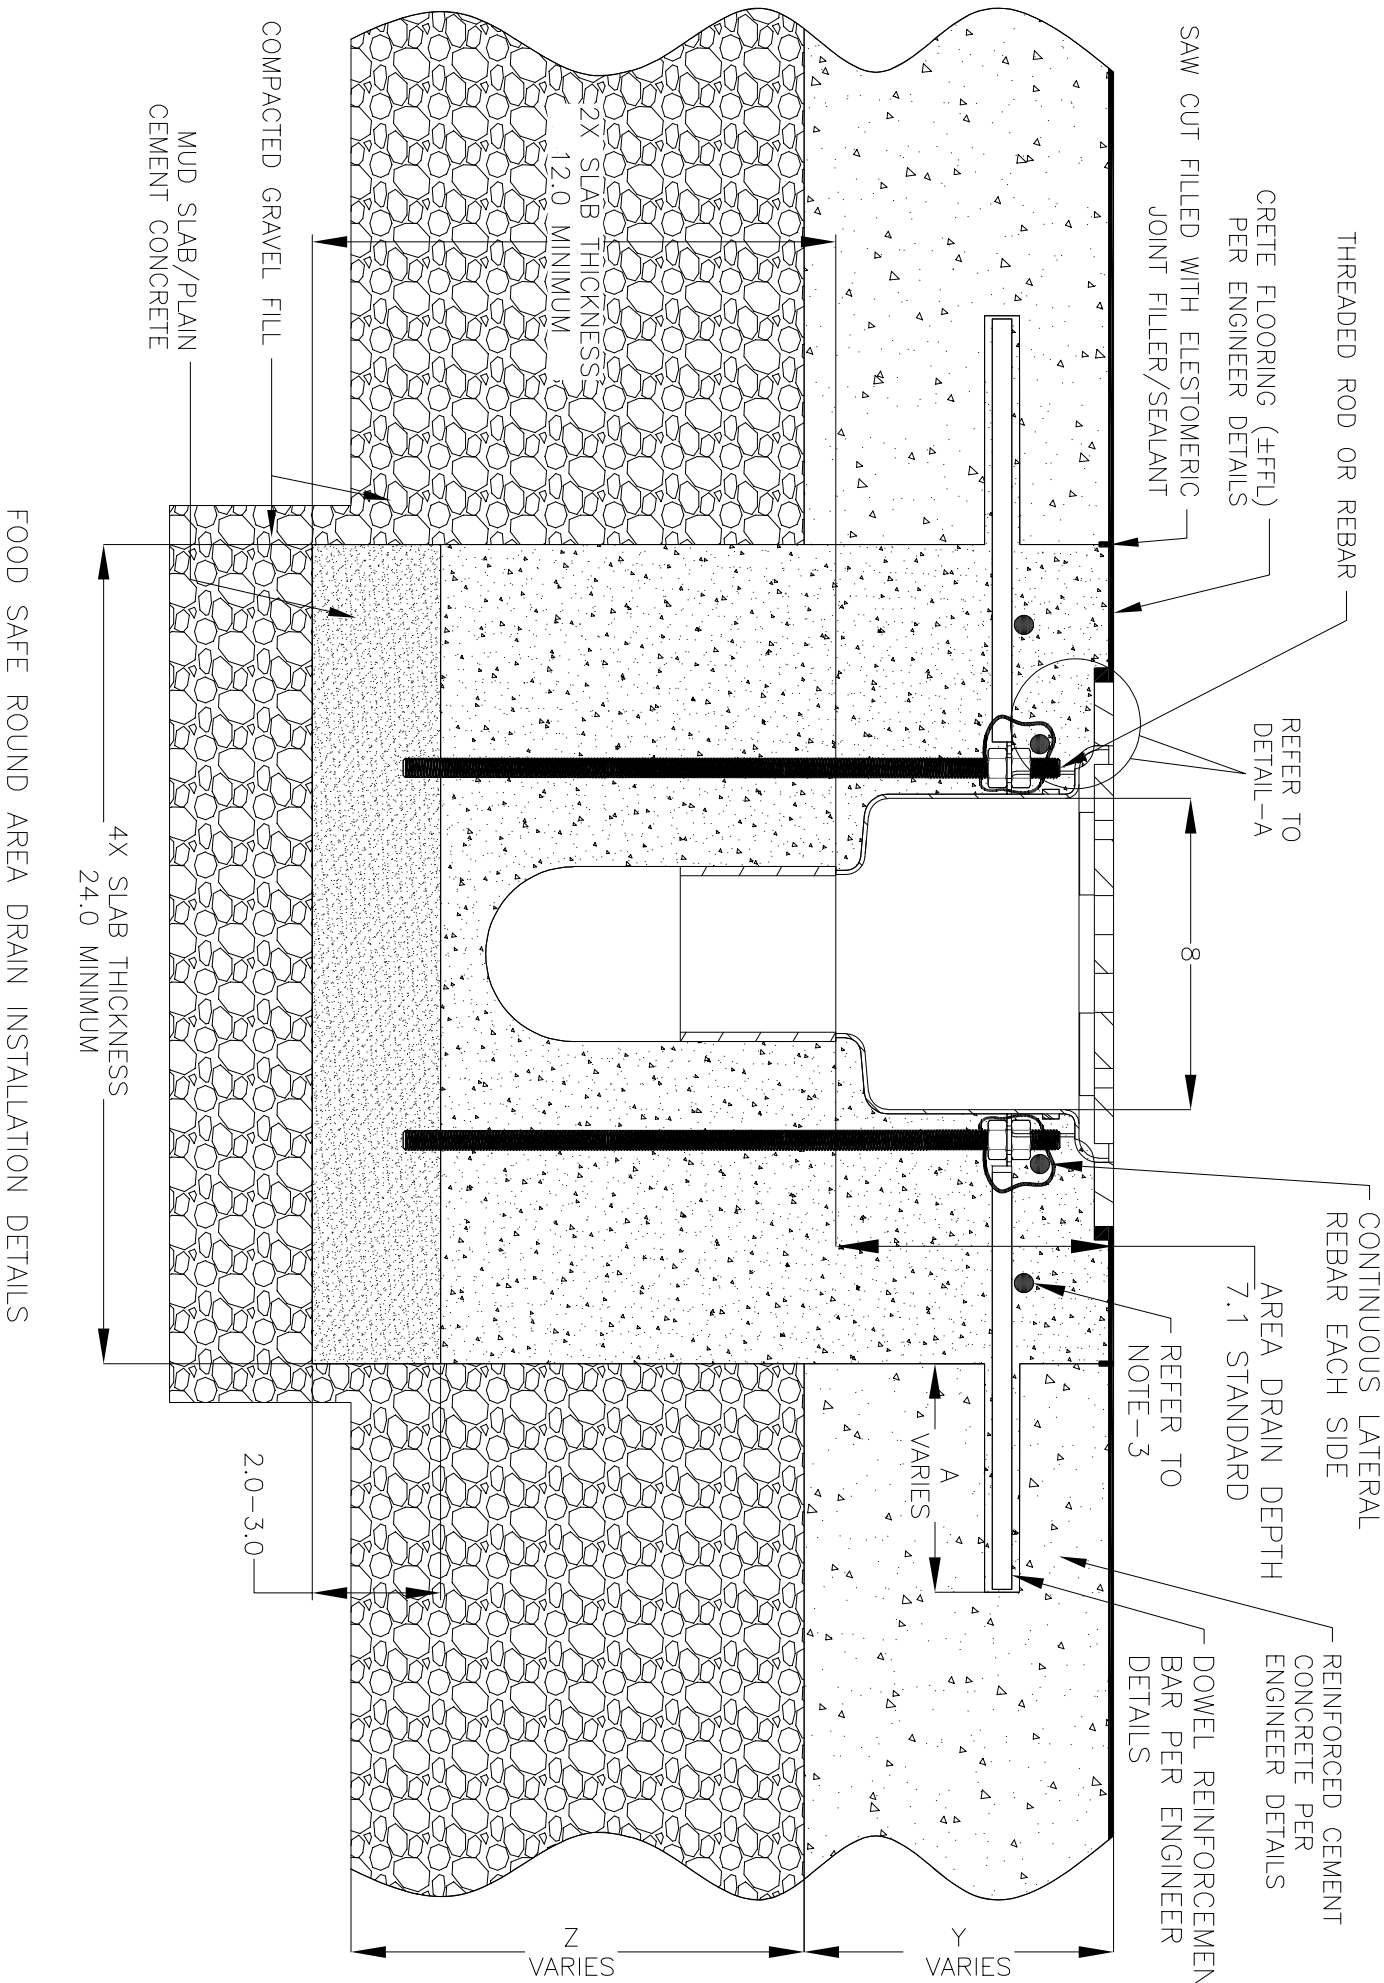 THREADED ROD OR REBAR
CRETE FLOORING (±FFL)
PER ENGINEER DETAILS
SAW CUT FILLED WITH ELESTOMERIC
JOINT FILLER/SEALANT
REFER TO
DETAIL-A
8
CONTINUOUS LATERAL
REBAR EACH SIDE
AREA DRAIN DEPTH
7.1 STANDARD
REFER TO
NOTE-3
REINFORCED CEMENT
CONCRETE PER
ENGINEER DETAILS
DOWEL REINFORCEMEN
BAR PER ENGINEER
DETAILS
A
VARIES
Y
VARIES
Z
VARIES
2X SLAB THICKNESS
12.0 MINIMUM
COMPACTED GRAVEL FILL
MUD SLAB/PLAIN
CEMENT CONCRETE
2.0-3.0
4X SLAB THICKNESS
24.0 MINIMUM
FOOD SAFE ROUND AREA DRAIN INSTALLATION DETAILS